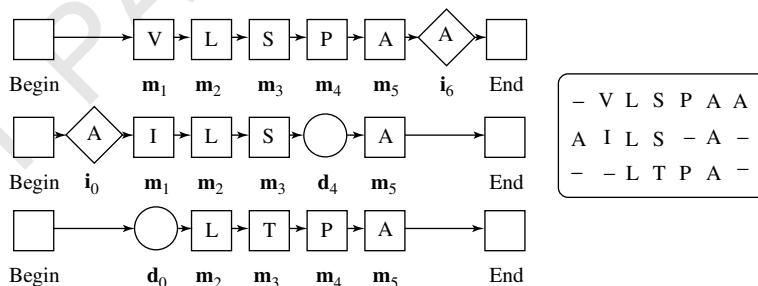 V L S P A A
Begin m1 m2 m3 m4 m5 i6 End
A I L S A
Begin i0 m1 m2 m3 d4 m5 End
L T P A
Begin d0 m2 m3 m4 m5 End
– V L S P A A
A I L S – A –
– – L T P A –